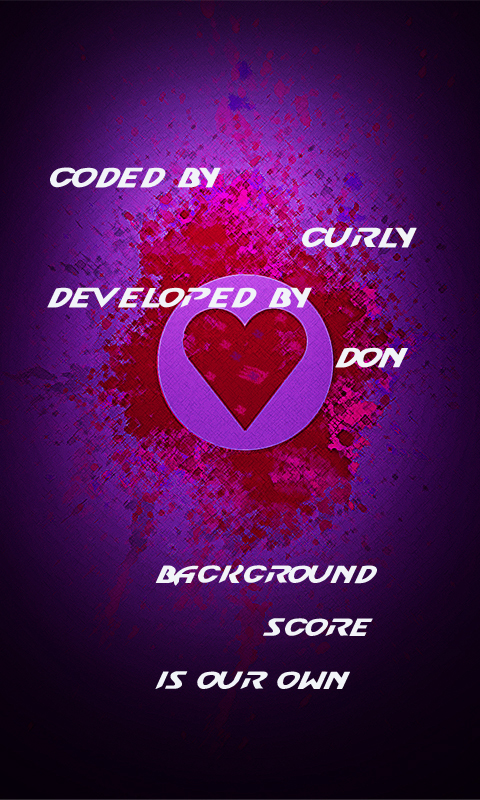 CODED BY
CURLY
DEVELOPED BY
DON
BACKGROUND
SCORE
IS OUR OWN